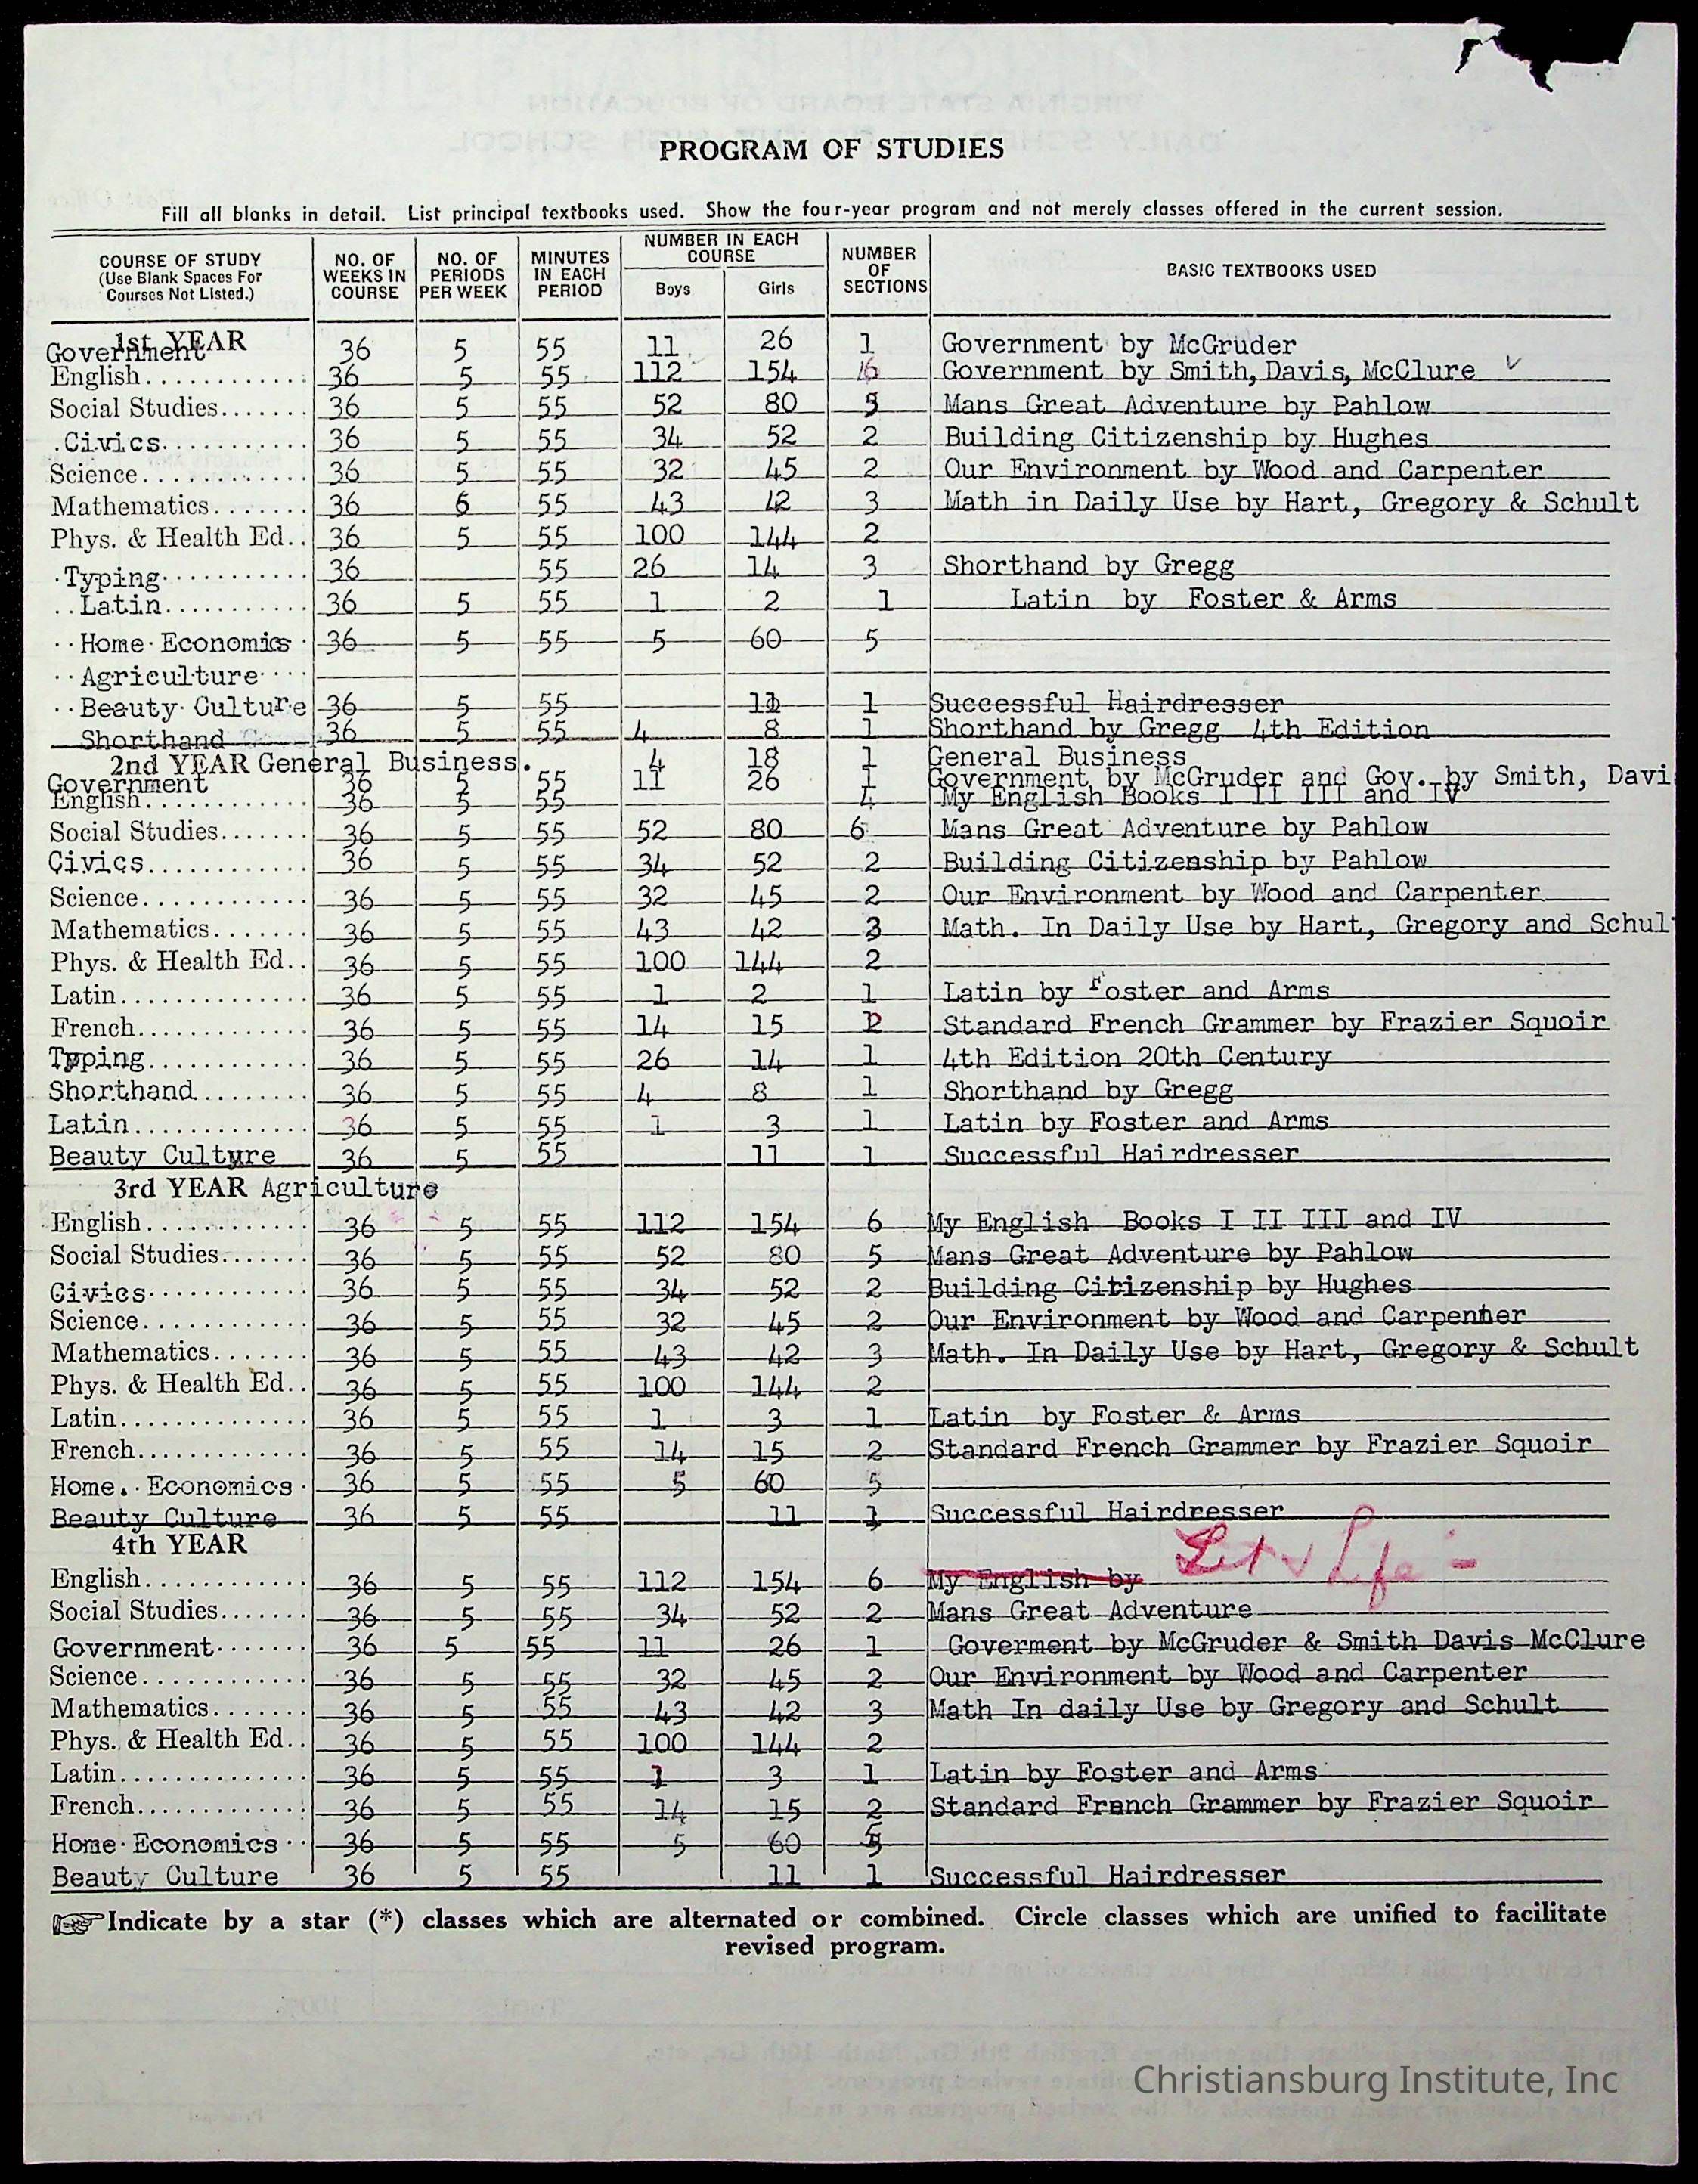 PROGRAM OF STUDIES
Fill all blanks in detail. List principal textbooks used. Show the four-year program and not merely classes offered in the current session.
COURSE OF STUDY (Use Blank Spaces For Courses Not Listed.) NO. OF WEEKS IN COURSE NO. OF PERIODS PER WEEK MINUTES IN EACH PERIOD NUMBER IN EACH COURSE Boys Girls NUMBER OF SECTIONS BASIC TEXTBOOKS USED
1st YEAR
Government 36 5 55 11 26 1 Government by McGruder
English 36 5 55 112 154 6 Government by Smith, Davis, McClure
Social Studies 36 5 55 52 80 5 Mans Great Adventure by Pahlow
Civics 36 5 55 34 52 2 Building Citizenship by Hughes
Science 36 5 55 32 45 2 Our Environment by Wood and Carpenter
Mathematics 36 6 55 43 42 3 Math in Daily Use by Hart, Gregory & Schult
Phys. & Health Ed. 36 5 55 100 144 2
Typing 36 55 26 14 3 Shorthand by Gregg
Latin 36 5 55 1 2 1 Latin by Foster & Arms
Home Economics 36 5 55 5 60 5
Agriculture
Beauty Culture 36 5 55 11 1 Successful Hairdresser
Shorthand 36 5 55 4 8 1 Shorthand by Gregg 4th Edition
2nd YEAR General Business. 4 18 1 General Business
Government 36 5 55 11 26 1 Government by McGruder and Gov. by Smith, Davi
English 36 5 55 4 My English Books I II III and IV
Social Studies 36 5 55 52 80 6 Mans Great Adventure by Pahlow
Civics 36 5 55 34 52 2 Building Citizenship by Pahlow
Science 36 5 55 32 45 2 Our Environment by Wood and Carpenter
Mathematics 36 5 55 43 42 3 Math. In Daily Use by Hart, Gregory and Schul
Phys. & Health Ed. 36 5 55 100 144 2
Latin 36 5 55 1 2 1 Latin by Foster and Arms
French 36 5 55 14 15 2 Standard French Grammer by Frazier Squoir
Typing 36 5 55 26 14 1 4th Edition 20th Century
Shorthand 36 5 55 4 8 1 Shorthand by Gregg
Latin 36 5 55 1 3 1 Latin by Foster and Arms
Beauty Culture 36 5 55 11 1 Successful Hairdresser
3rd YEAR Agriculture
English 36 5 55 112 154 6 My English Books I II III and IV
Social Studies 36 5 55 52 80 5 Mans Great Adventure by Pahlow
Civics 36 5 55 34 52 2 Building Citizenship by Hughes
Science 36 5 55 32 45 2 Our Environment by Wood and Carpenter
Mathematics 36 5 55 43 42 3 Math. In Daily Use by Hart, Gregory & Schult
Phys. & Health Ed. 36 5 55 100 144 2
Latin 36 5 55 1 3 1 Latin by Foster & Arms
French 36 5 55 14 15 2 Standard French Grammer by Frazier Squoir
Home. Economics 36 5 55 5 60 5
Beauty Culture 36 5 55 11 1 Successful Hairdresser
4th YEAR
English 36 5 55 112 154 6 My English by Lit & Life -
Social Studies 36 5 55 34 52 2 Mans Great Adventure
Government 36 5 55 11 26 1 Goverment by McGruder & Smith Davis McClure
Science 36 5 55 32 45 2 Our Environment by Wood and Carpenter
Mathematics 36 5 55 43 42 3 Math In daily Use by Gregory and Schult
Phys. & Health Ed. 36 5 55 100 144 2
Latin 36 5 55 1 3 1 Latin by Foster and Arms
French 36 5 55 14 15 2 Standard French Grammer by Frazier Squoir
Home Economics 36 5 55 5 60 5
Beauty Culture 36 5 55 11 1 Successful Hairdresser
Indicate by a star (*) classes which are alternated or combined. Circle classes which are unified to facilitate
revised program.
Christiansburg Institute, Inc